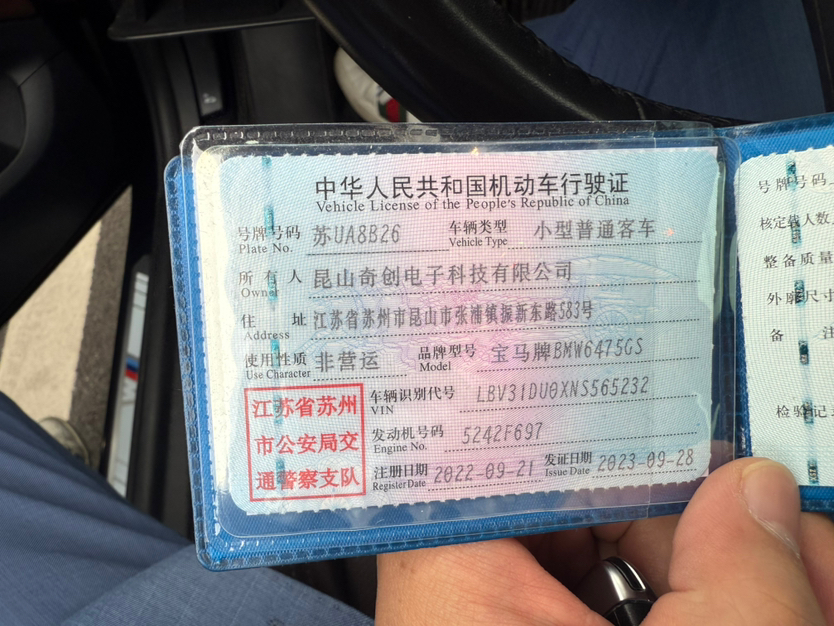 中华人民共和国机动车行驶证
Vehicle License of the People's Republic of China
号牌号码 苏UA8B26 车辆类型 小型普通客车
Plate No. Vehicle Type
所有人 昆山奇创电子科技有限公司
Owner
住址 江苏省苏州市昆山市张浦镇振新东路583号
Address
使用性质 非营运 品牌型号 宝马牌BMW6475GS
Use Character Model
江苏省苏州
市公安局交
通警察支队
车辆识别代号 LBV31DU0XNS565232
VIN
发动机号码 5242F697
Engine No.
注册日期 2022-09-21 发证日期 2023-09-28
Register Date Issue Date
号牌号码
核定载人数
整备质量
外廓尺寸
备注
检验记